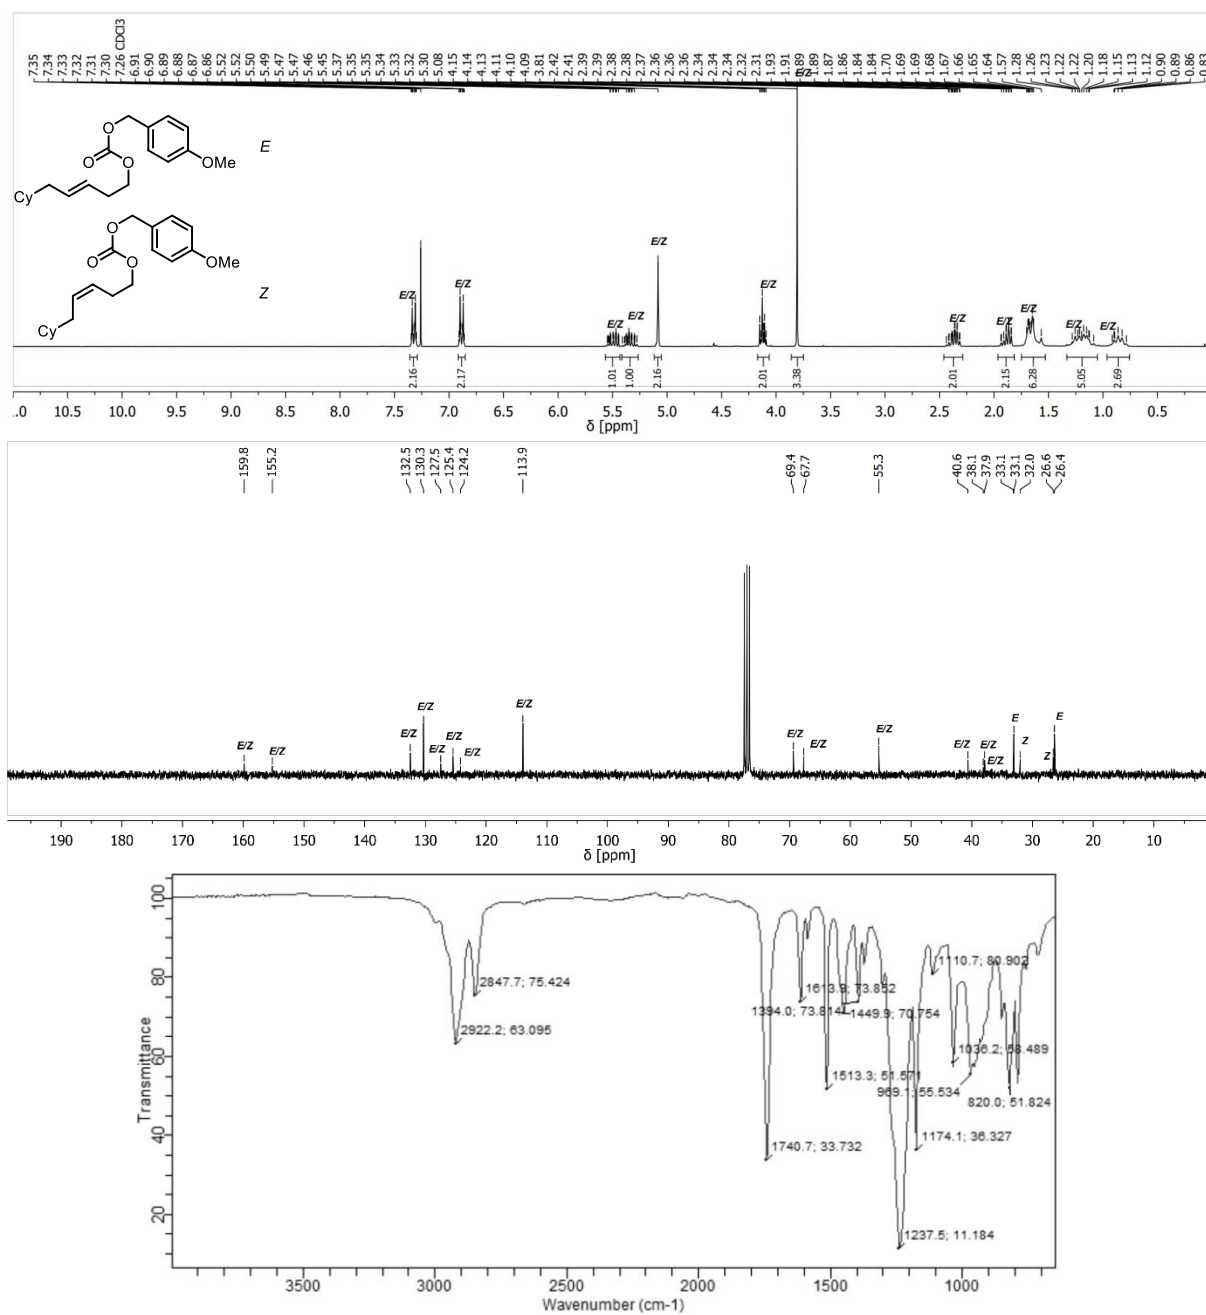 7.35 7.34 7.33 7.32 7.31 7.30 7.26 CDCl3 6.91 6.90 6.89 6.88 6.87 6.86 5.52 5.52 5.50 5.49 5.47 5.47 5.46 5.45 5.37 5.35 5.35 5.34 5.33 5.32 5.30 5.08 4.15 4.14 4.13 4.11 4.10 4.09 3.81 2.42 2.41 2.39 2.39 2.38 2.38 2.37 2.36 2.36 2.36 2.34 2.34 2.34 2.32 2.31 1.93 1.91 1.89 1.89 1.87 1.86 1.84 1.84 1.70 1.69 1.69 1.68 1.67 1.66 1.65 1.64 1.57 1.28 1.26 1.23 1.22 1.22 1.20 1.18 1.15 1.13 1.12 0.90 0.89 0.86 0.83
E/Z
O
O OMe
O
Cy
E
O
O OMe
O
Cy
Z
E/Z E/Z E/Z E/Z E/Z E/Z E/Z E/Z E/Z E/Z E/Z E/Z
2.16 2.17 1.01 1.00 2.16 2.01 3.38 2.01 2.15 6.28 5.05 2.69
.0 10.5 10.0 9.5 9.0 8.5 8.0 7.5 7.0 6.5 6.0 5.5 5.0 4.5 4.0 3.5 3.0 2.5 2.0 1.5 1.0 0.5
δ [ppm]
159.8 155.2 132.5 130.3 127.5 125.4 124.2 113.9 69.4 67.7 55.3 40.6 38.1 37.9 33.1 33.1 32.0 26.6 26.4
E/Z E/Z E/Z E/Z E/Z E/Z E/Z E/Z E/Z E/Z E/Z E/Z E/Z E/Z E Z Z E
190 180 170 160 150 140 130 120 110 100 90 80 70 60 50 40 30 20 10
δ [ppm]
Transmittance
100
80
60
40
20
2847.7; 75.424
2922.2; 63.095
1740.7; 33.732
1613.9; 73.852
1394.0; 73.814
1449.9; 70.754
1513.3; 51.571
1237.5; 11.184
1174.1; 36.327
1110.7; 80.902
1036.2; 58.489
969.1; 55.534
820.0; 51.824
3500 3000 2500 2000 1500 1000
Wavenumber (cm-1)